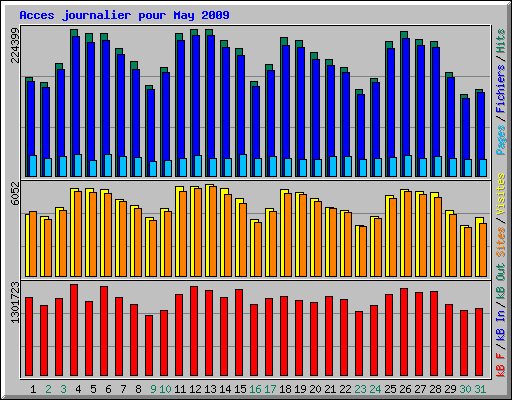 Acces journalier pour May 2009
224399
6052
1301723
Pages / Fichiers / Hits
Sites / Visites
kB F / kB In / kB Out
1 2 3 4 5 6 7 8 9 10 11 12 13 14 15 16 17 18 19 20 21 22 23 24 25 26 27 28 29 30 31